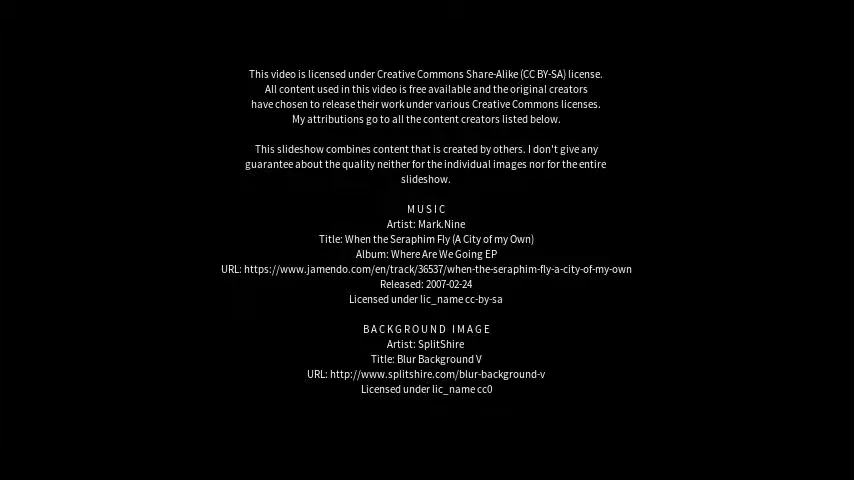 This video is licensed under Creative Commons Share-Alike (CC BY-SA) license.
All content used in this video is free available and the original creators
have chosen to release their work under various Creative Commons licenses.
My attributions go to all the content creators listed below.
This slideshow combines content that is created by others. I don't give any
guarantee about the quality neither for the individual images nor for the entire
slideshow.
MUSIC
Artist: Mark.Nine
Title: When the Seraphim Fly (A City of my Own)
Album: Where Are We Going EP
URL: https://www.jamendo.com/en/track/36537/when-the-seraphim-fly-a-city-of-my-own
Released: 2007-02-24
Licensed under lic_name cc-by-sa
BACKGROUND IMAGE
Artist: SplitShire
Title: Blur Background V
URL: http://www.splitshire.com/blur-background-v
Licensed under lic_name cc0